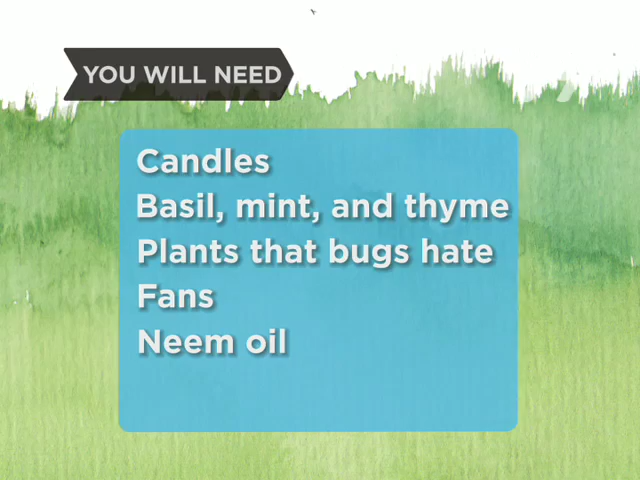 YOU WILL NEED
Candles
Basil, mint, and thyme
Plants that bugs hate
Fans
Neem oil